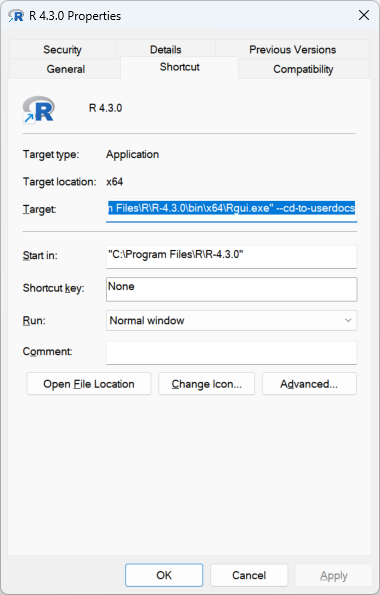 R 4.3.0 Properties
Security Details Previous Versions
General Shortcut Compatibility
R 4.3.0
Target type: Application
Target location: x64
Target: Files\R\R-4.3.0\bin\x64\Rgui.exe" --cd-to-userdocs
Start in: "C:\Program Files\R\R-4.3.0"
Shortcut key: None
Run: Normal window
Comment:
Open File Location Change Icon... Advanced...
OK Cancel Apply